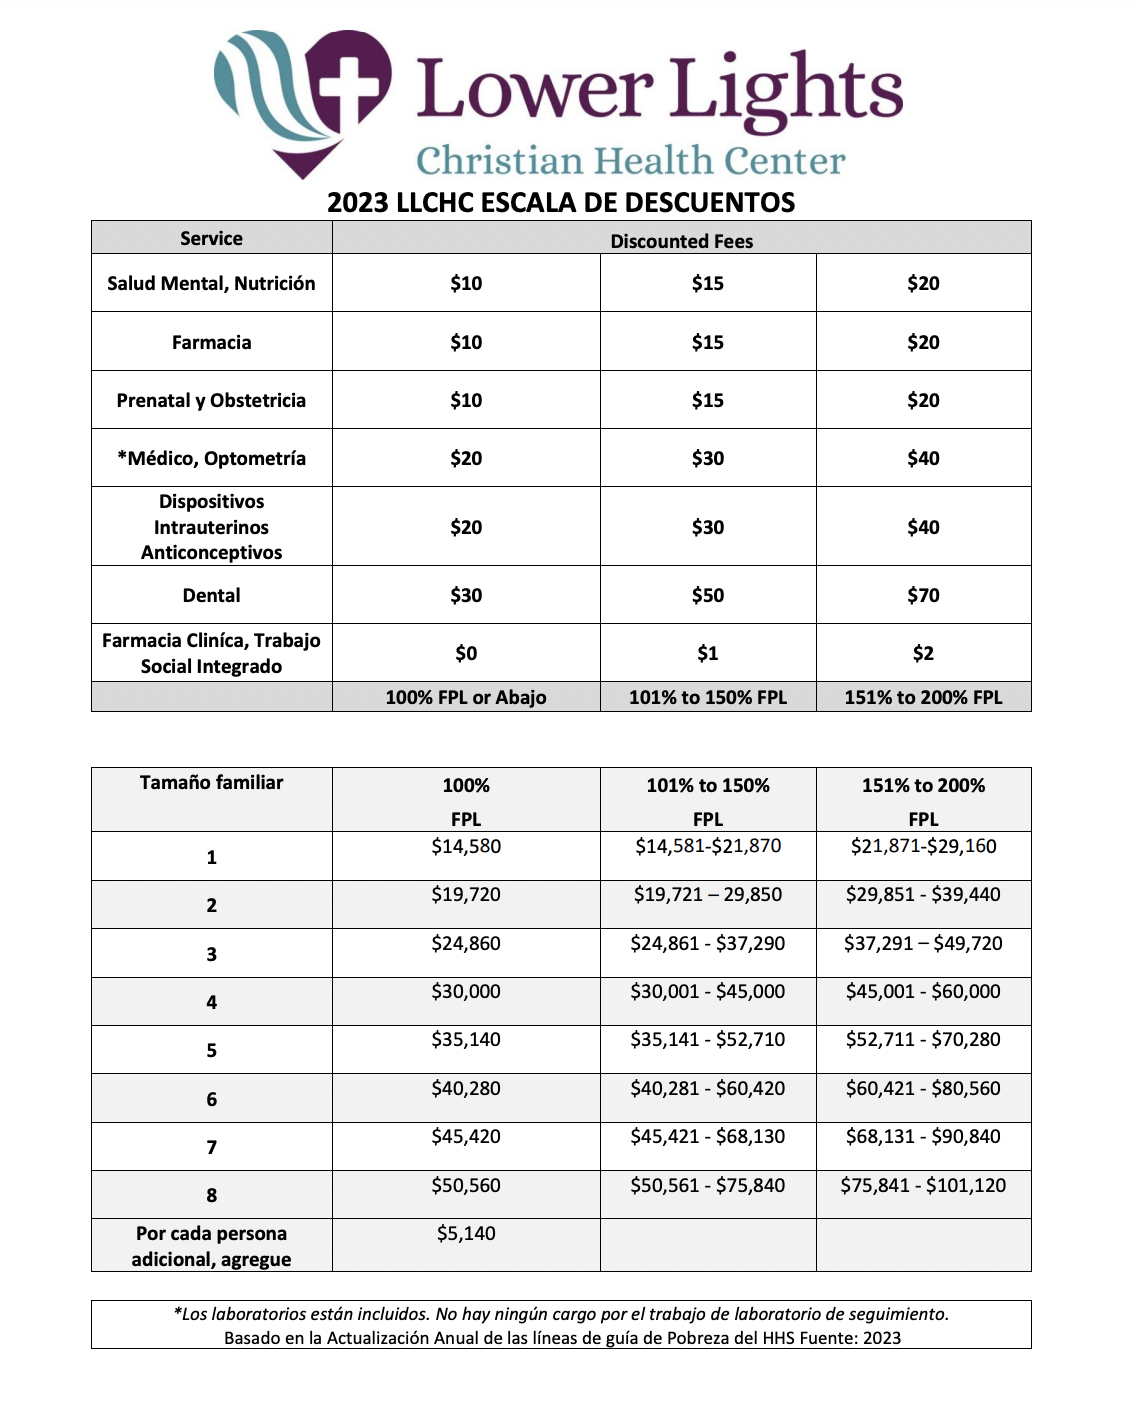 Lower Lights
Christian Health Center
2023 LLCHC ESCALA DE DESCUENTOS
Service Discounted Fees
Salud Mental, Nutrición $10 $15 $20
Farmacia $10 $15 $20
Prenatal y Obstetricia $10 $15 $20
*Médico, Optometría $20 $30 $40
Dispositivos
Intrauterinos
Anticonceptivos
$20 $30 $40
Dental $30 $50 $70
Farmacia Cliníca, Trabajo
Social Integrado
$0 $1 $2
100% FPL or Abajo 101% to 150% FPL 151% to 200% FPL
Tamaño familiar 100% 101% to 150% 151% to 200%
FPL FPL FPL
1 $14,580 $14,581-$21,870 $21,871-$29,160
2 $19,720 $19,721 – 29,850 $29,851 - $39,440
3 $24,860 $24,861 - $37,290 $37,291 – $49,720
4 $30,000 $30,001 - $45,000 $45,001 - $60,000
5 $35,140 $35,141 - $52,710 $52,711 - $70,280
6 $40,280 $40,281 - $60,420 $60,421 - $80,560
7 $45,420 $45,421 - $68,130 $68,131 - $90,840
8 $50,560 $50,561 - $75,840 $75,841 - $101,120
Por cada persona
adicional, agregue
$5,140
*Los laboratorios están incluidos. No hay ningún cargo por el trabajo de laboratorio de seguimiento.
Basado en la Actualización Anual de las líneas de guía de Pobreza del HHS Fuente: 2023